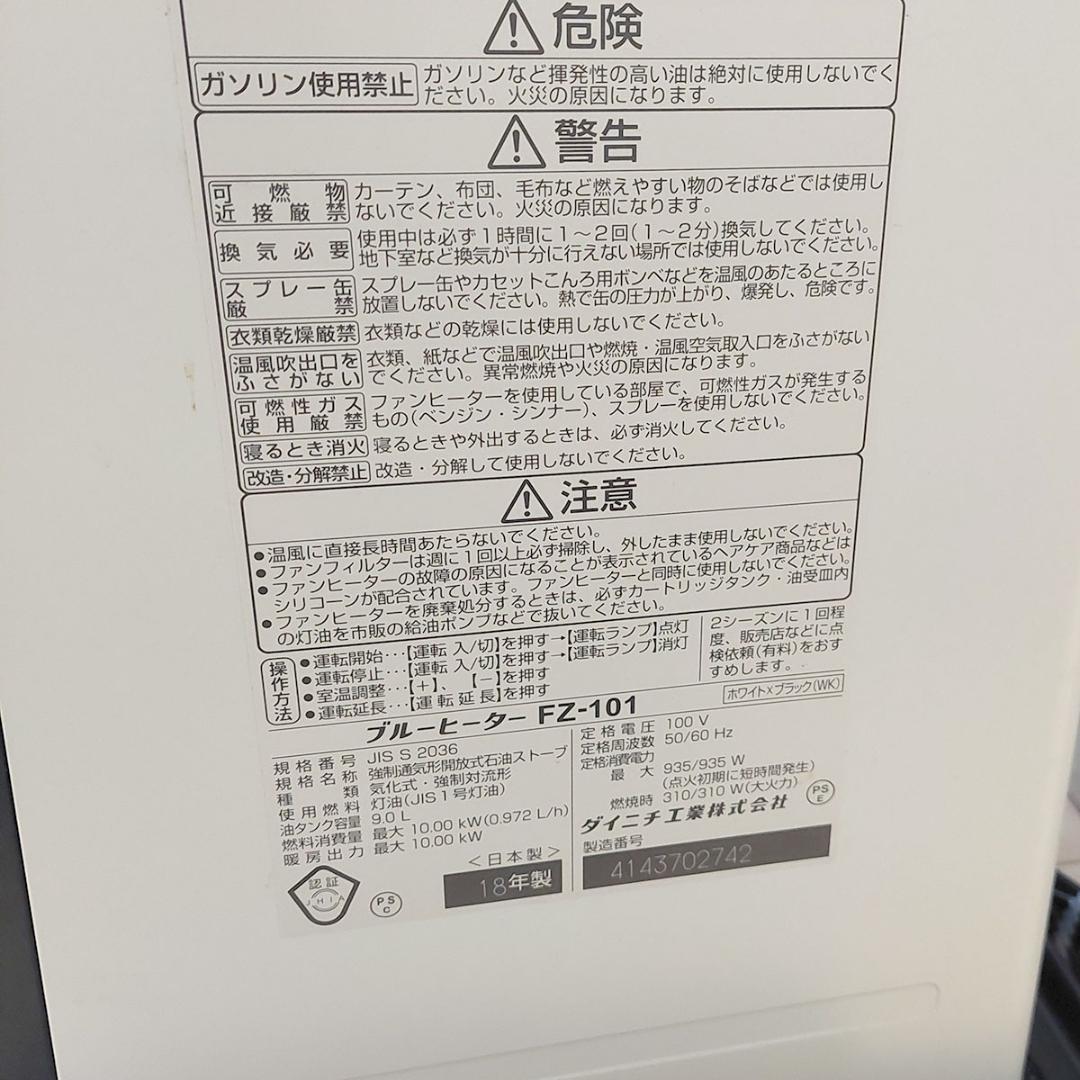 危険
ガソリン使用禁止 ガソリンなど揮発性の高い油は絶対に使用しないでく
ださい。火災の原因になります。
警告
可燃物
近接厳禁
カーテン、布団、毛布など燃えやすい物のそばなどでは使用し
ないでください。火災の原因になります。
換気必要
使用中は必ず1時間に1〜2回(1〜2分)換気してください。
地下室など換気が十分に行えない場所では使用しないでください。
スプレー缶
厳禁
スプレー缶やカセットこんろ用ボンベなどを温風のあたるところに
放置しないでください。熱で缶の圧力が上がり、爆発し、危険です。
衣類乾燥厳禁 衣類などの乾燥には使用しないでください。
温風吹出口を
ふさがない
衣類、紙などで温風吹出口や燃焼・温風空気取入口をふさがない
でください。異常燃焼や火災の原因になります。
可燃性ガス
使用厳禁
ファンヒーターを使用している部屋で、可燃性ガスが発生する
もの(ベンジン・シンナー)、スプレーを使用しないでください。
寝るとき消火 寝るときや外出するときは、必ず消火してください。
改造・分解禁止 改造・分解して使用しないでください。
注意
●温風に直接長時間あたらないでください。
●ファンフィルターは週に1回以上必ず掃除し、外したまま使用しないでください。
●ファンヒーターの故障の原因になることが表示されているヘアケア商品などは
シリコーンが配合されています。ファンヒーターと同時に使用しないでください。
●ファンヒーターを廃棄処分するときは、必ずカートリッジタンク・油受皿内
の灯油を市販の給油ポンプなどで抜いてください。
操作方法
●運転開始…【運転 入/切】を押す→【運転ランプ】点灯
●運転停止…【運転 入/切】を押す→【運転ランプ】消灯
●室温調整…【+】、【−】を押す
●運転延長…【運転延長】を押す
2シーズンに1回程
度、販売店などに点
検依頼(有料)をおす
すめします。
ホワイト×ブラック(WK)
ブルーヒーター FZ-101
規格番号 JIS S 2036
規格名称 強制通気形開放式石油ストーブ
種類 気化式・強制対流形
使用燃料 灯油(JIS1号灯油)
油タンク容量 9.0 L
燃料消費量 最大 10.00 kW(0.972 L/h)
暖房出力 最大 10.00 kW
<日本製>
認証
JHIA
PS
C
18年製
定格電圧 100 V
定格周波数 50/60 Hz
定格消費電力
最大 935/935 W
(点火初期に短時間発生)
燃焼時 310/310 W(大火力)
ダイニチ工業株式会社
PS
E
製造番号
4143702742